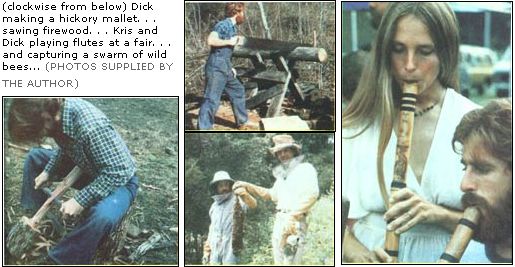 (clockwise from below) Dick
making a hickory mallet. . .
sawing firewood. . . Kris and
Dick playing flutes at a fair. . .
and capturing a swarm of wild
bees... (PHOTOS SUPPLIED BY
THE AUTHOR)